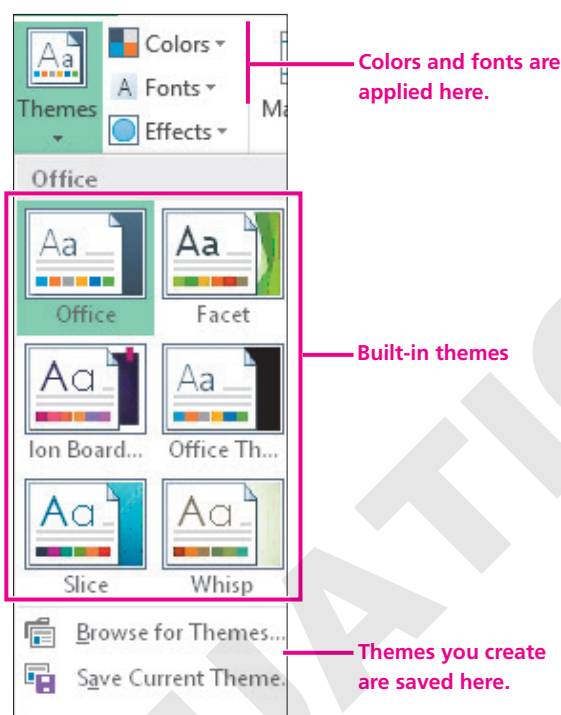 Colors
Fonts
Themes
Effects
Ma
Colors and fonts are
applied here.
Office
Aa Aa
Office Facet
Aa Aa
Ion Board... Office Th...
Aa Aa
Slice Whisp
Built-in themes
Browse for Themes...
Save Current Theme.
Themes you create
are saved here.